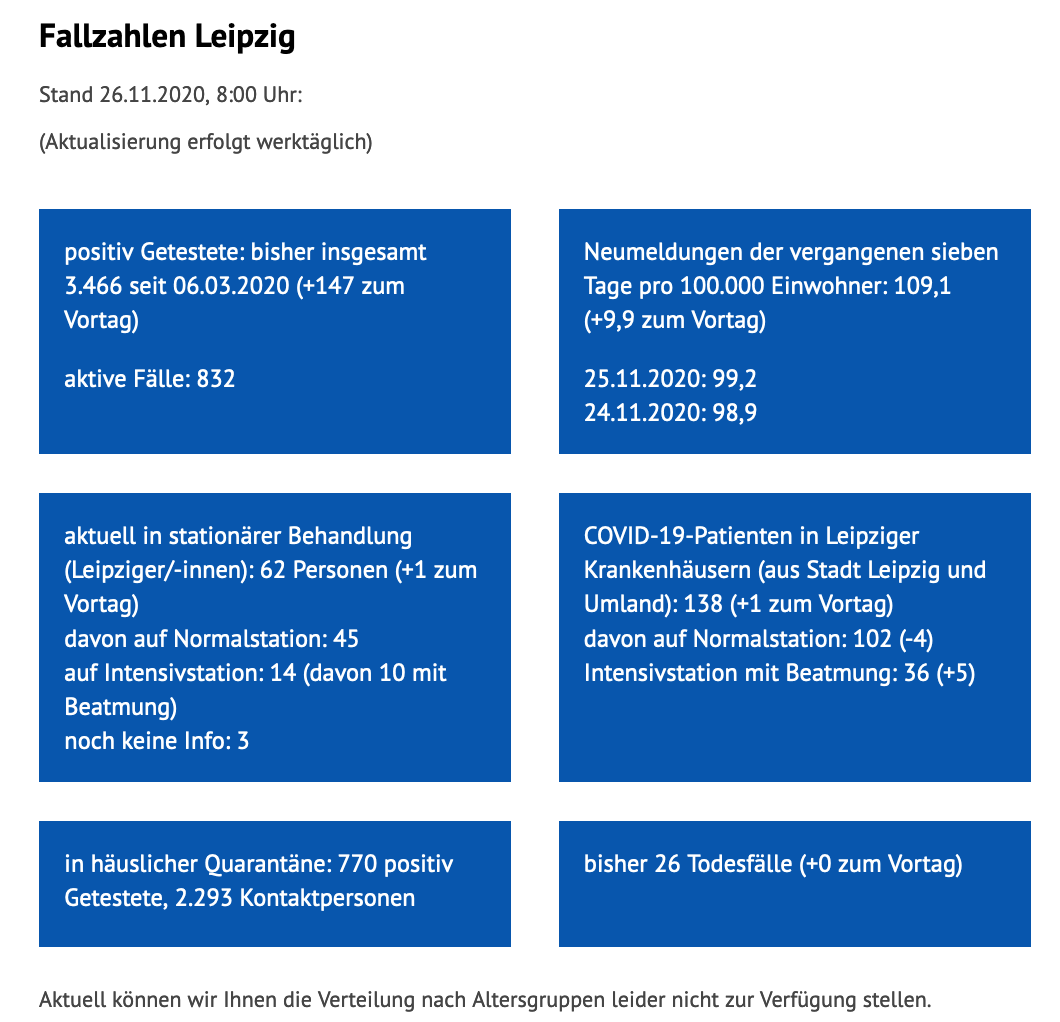 Fallzahlen Leipzig
Stand 26.11.2020, 8:00 Uhr:
(Aktualisierung erfolgt werktäglich)
positiv Getestete: bisher insgesamt
3.466 seit 06.03.2020 (+147 zum
Vortag)
aktive Fälle: 832
Neumeldungen der vergangenen sieben
Tage pro 100.000 Einwohner: 109,1
(+9,9 zum Vortag)
25.11.2020: 99,2
24.11.2020: 98,9
aktuell in stationärer Behandlung
(Leipziger/-innen): 62 Personen (+1 zum
Vortag)
davon auf Normalstation: 45
auf Intensivstation: 14 (davon 10 mit
Beatmung)
noch keine Info: 3
COVID-19-Patienten in Leipziger
Krankenhäusern (aus Stadt Leipzig und
Umland): 138 (+1 zum Vortag)
davon auf Normalstation: 102 (-4)
Intensivstation mit Beatmung: 36 (+5)
in häuslicher Quarantäne: 770 positiv
Getestete, 2.293 Kontaktpersonen
bisher 26 Todesfälle (+0 zum Vortag)
Aktuell können wir Ihnen die Verteilung nach Altersgruppen leider nicht zur Verfügung stellen.